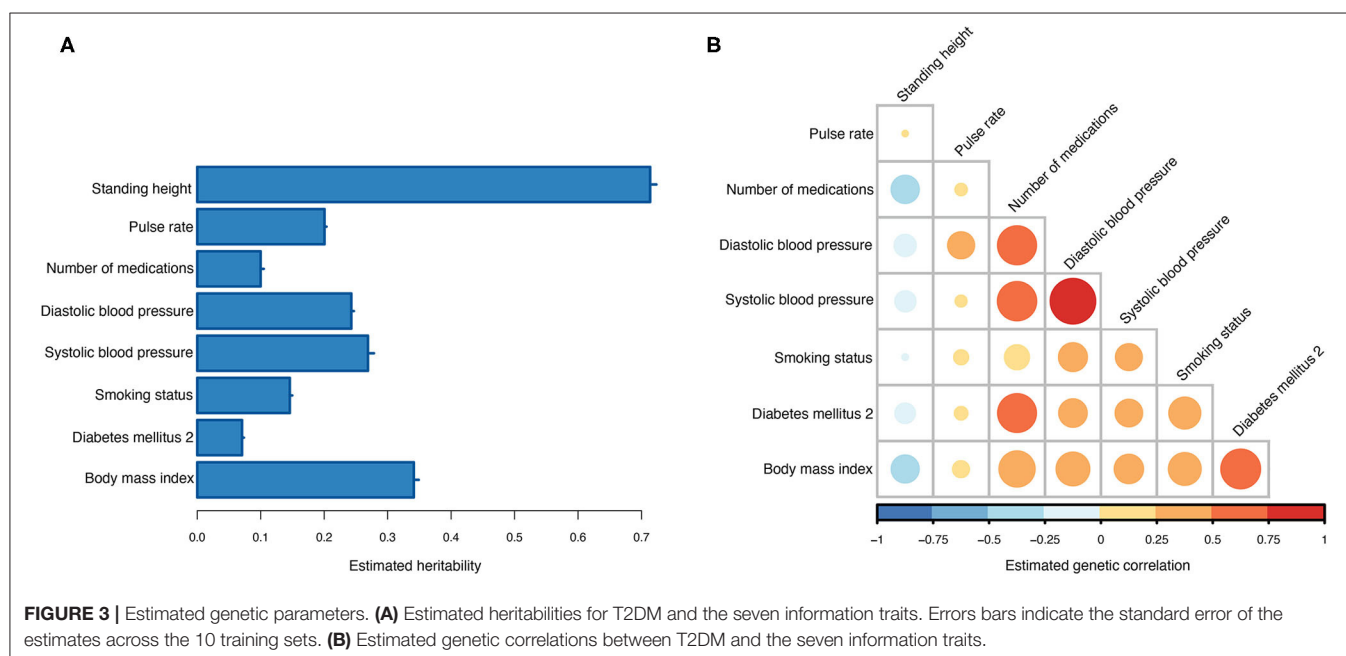 A
Standing height
Pulse rate
Number of medications
Diastolic blood pressure
Systolic blood pressure
Smoking status
Diabetes mellitus 2
Body mass index
0.0 0.1 0.2 0.3 0.4 0.5 0.6 0.7
Estimated heritability
B
Standing height
Pulse rate
Number of medications
Diastolic blood pressure
Systolic blood pressure
Smoking status
Diabetes mellitus 2
Pulse rate
Number of medications
Diastolic blood pressure
Systolic blood pressure
Smoking status
Diabetes mellitus 2
Body mass index
−1 −0.75 −0.5 −0.25 0 0.25 0.5 0.75 1
Estimated genetic correlation
FIGURE 3 | Estimated genetic parameters. (A) Estimated heritabilities for T2DM and the seven information traits. Errors bars indicate the standard error of the
estimates across the 10 training sets. (B) Estimated genetic correlations between T2DM and the seven information traits.